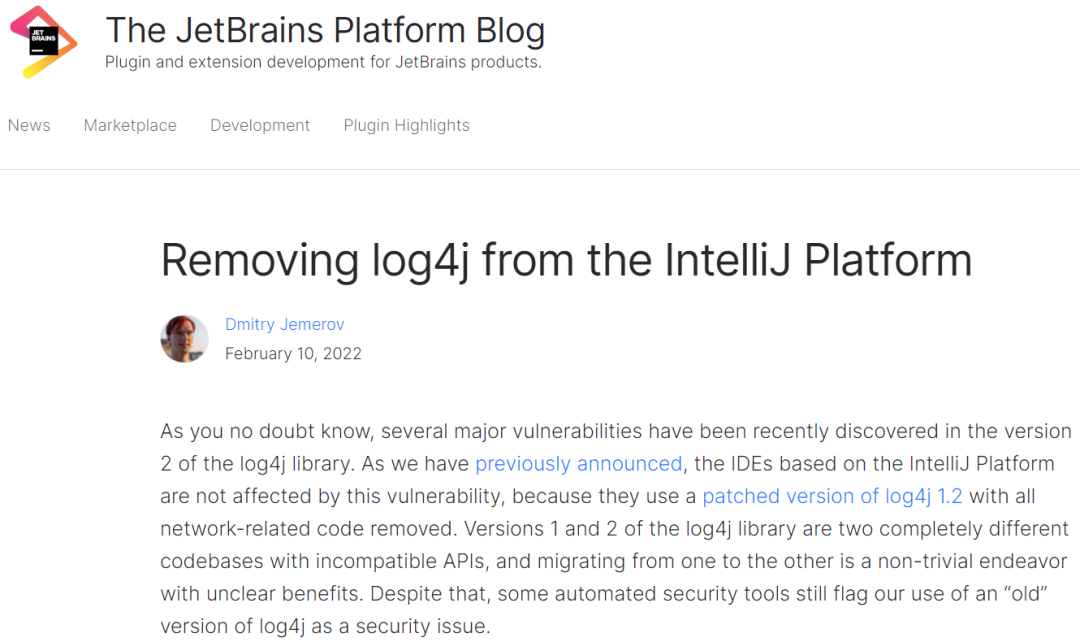 JET
BRAINS
The JetBrains Platform Blog
Plugin and extension development for JetBrains products.
News Marketplace Development Plugin Highlights
Removing log4j from the IntelliJ Platform
Dmitry Jemerov
February 10, 2022
As you no doubt know, several major vulnerabilities have been recently discovered in the version
2 of the log4j library. As we have previously announced, the IDEs based on the IntelliJ Platform
are not affected by this vulnerability, because they use a patched version of log4j 1.2 with all
network-related code removed. Versions 1 and 2 of the log4j library are two completely different
codebases with incompatible APIs, and migrating from one to the other is a non-trivial endeavor
with unclear benefits. Despite that, some automated security tools still flag our use of an “old”
version of log4j as a security issue.